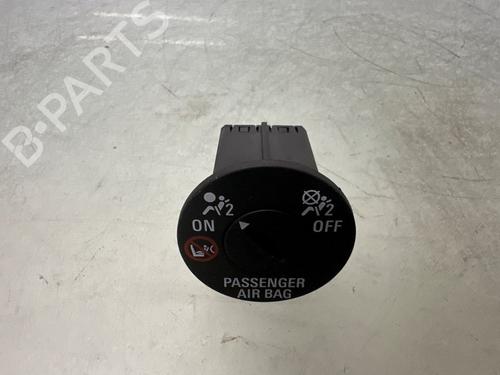 B-PARTS
2 2
ON OFF
PASSENGER
AIR BAG